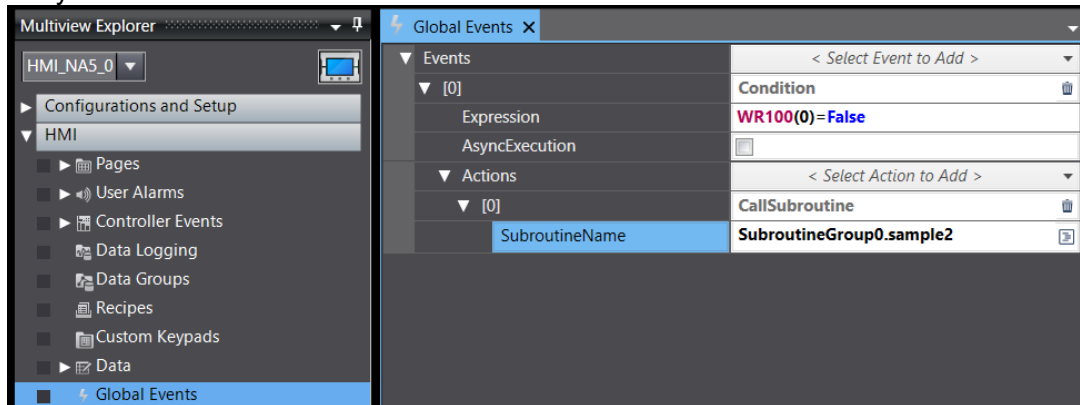 Multiview Explorer
HMI_NA5_0
Configurations and Setup
HMI
Pages
User Alarms
Controller Events
Data Logging
Data Groups
Recipes
Custom Keypads
Data
Global Events
Global Events
Events < Select Event to Add >
[0] Condition
Expression WR100(0)=False
AsyncExecution
Actions < Select Action to Add >
[0] CallSubroutine
SubroutineName SubroutineGroup0.sample2